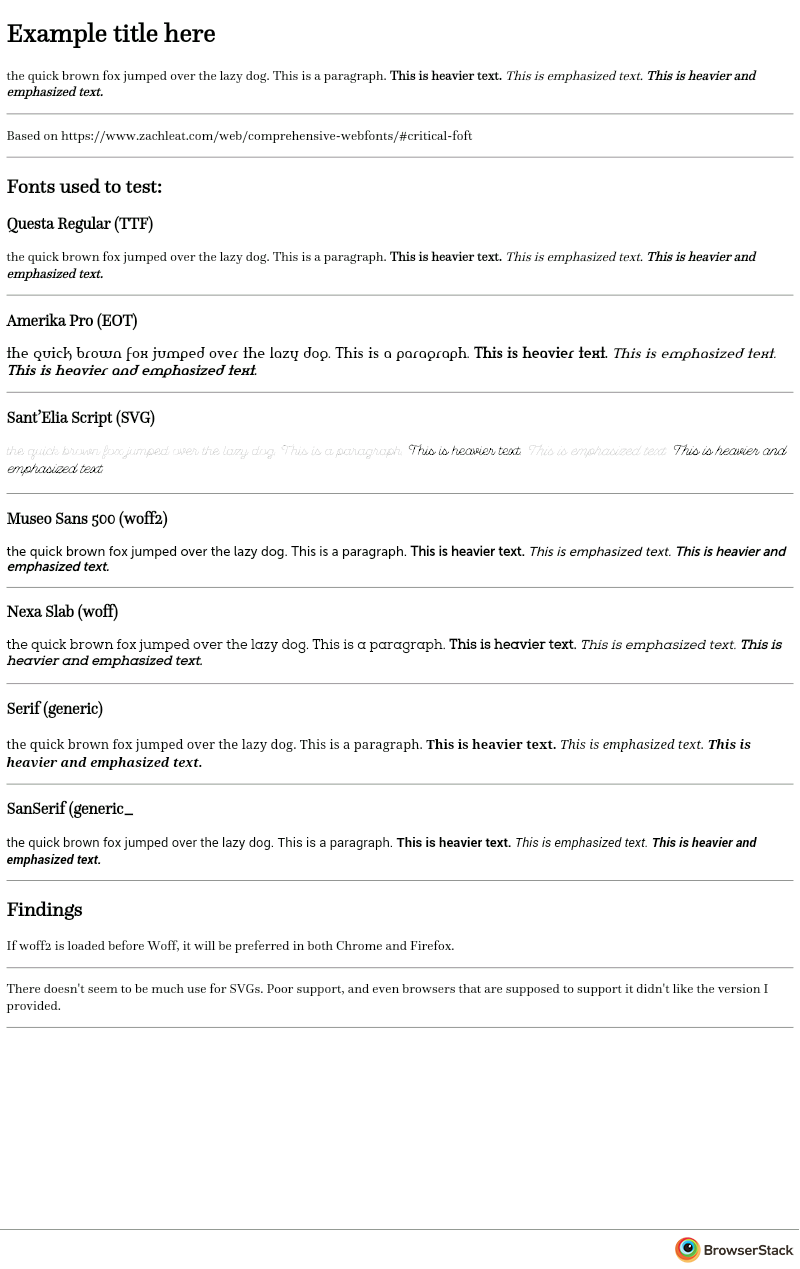 Example title here
the quick brown fox jumped over the lazy dog. This is a paragraph. This is heavier text. This is emphasized text. This is heavier and
emphasized text.
Based on https://www.zachleat.com/web/comprehensive-webfonts/#critical-foft
Fonts used to test:
Questa Regular (TTF)
the quick brown fox jumped over the lazy dog. This is a paragraph. This is heavier text. This is emphasized text. This is heavier and
emphasized text.
Amerika Pro (EOT)
the quick brown fox jumped over the lazy dog. This is a paragraph. This is heavier text. This is emphasized text.
This is heavier and emphasized text.
Sant’Elia Script (SVG)
the quick brown fox jumped over the lazy dog. This is a paragraph. This is heavier text. This is emphasized text. This is heavier and
emphasized text.
Museo Sans 500 (woff2)
the quick brown fox jumped over the lazy dog. This is a paragraph. This is heavier text. This is emphasized text. This is heavier and
emphasized text.
Nexa Slab (woff)
the quick brown fox jumped over the lazy dog. This is a paragraph. This is heavier text. This is emphasized text. This is
heavier and emphasized text.
Serif (generic)
the quick brown fox jumped over the lazy dog. This is a paragraph. This is heavier text. This is emphasized text. This is
heavier and emphasized text.
SanSerif (generic_
the quick brown fox jumped over the lazy dog. This is a paragraph. This is heavier text. This is emphasized text. This is heavier and
emphasized text.
Findings
If woff2 is loaded before Woff, it will be preferred in both Chrome and Firefox.
There doesn't seem to be much use for SVGs. Poor support, and even browsers that are supposed to support it didn't like the version I
provided.
BrowserStack